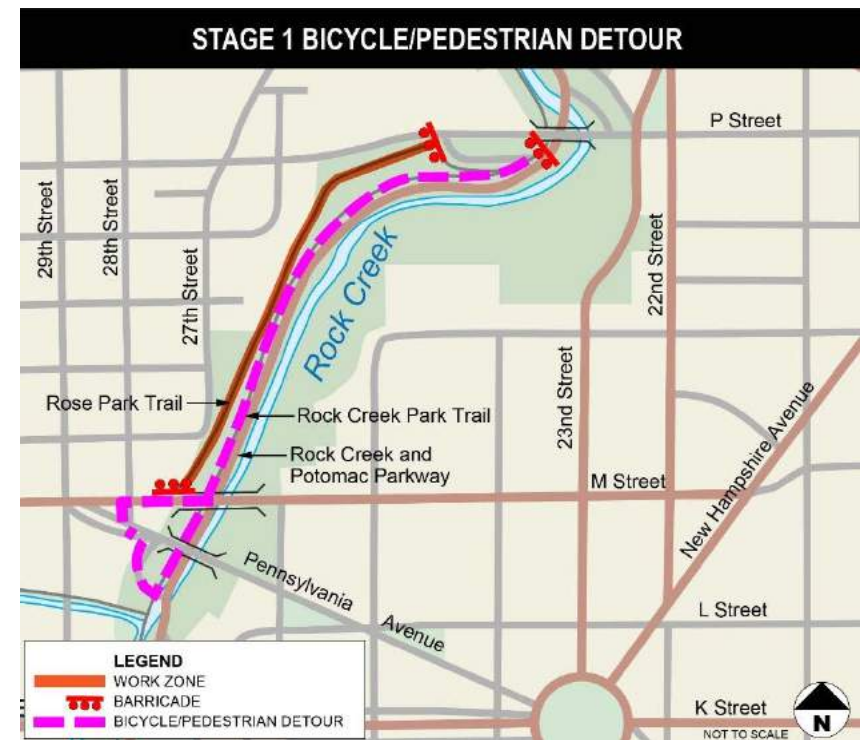 STAGE 1 BICYCLE/PEDESTRIAN DETOUR
P Street
29th Street
28th Street
27th Street
22nd Street
23rd Street
Rock Creek
Rose Park Trail
Rock Creek Park Trail
Rock Creek and
Potomac Parkway
M Street
New Hampshire Avenue
Pennsylvania
Avenue
L Street
K Street
LEGEND
WORK ZONE
BARRICADE
BICYCLE/PEDESTRIAN DETOUR
N
NOT TO SCALE